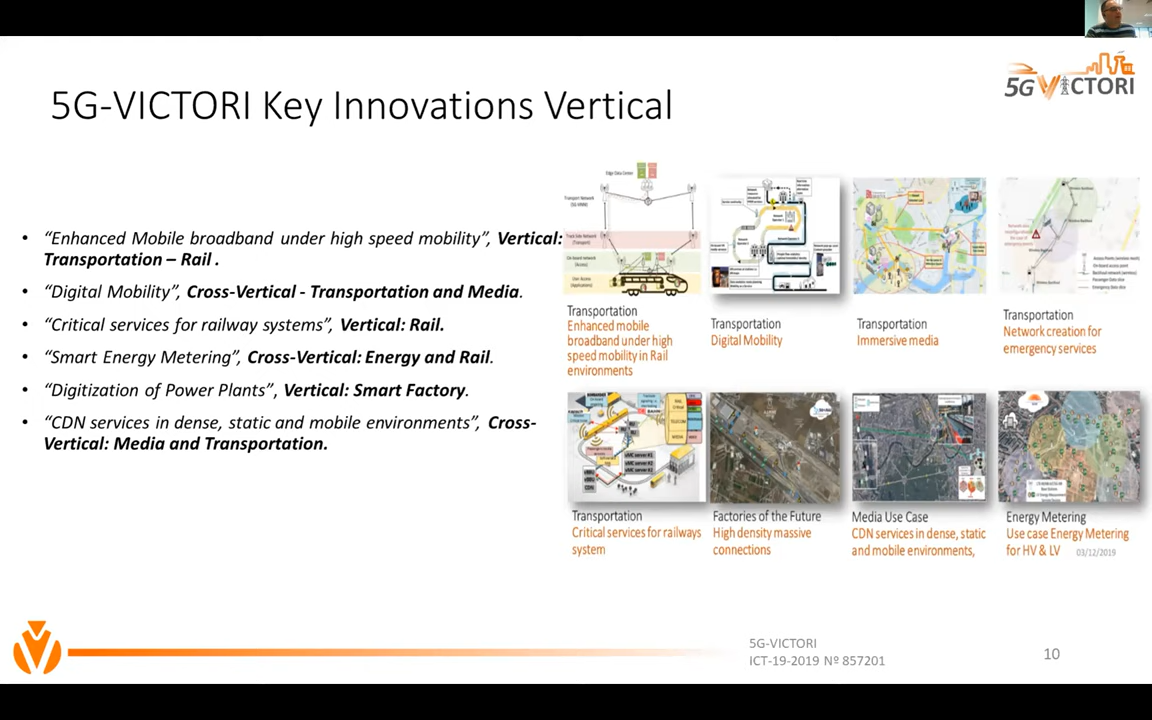 5G VICTORI
5G-VICTORI Key Innovations Vertical
• “Enhanced Mobile broadband under high speed mobility”, Vertical:
Transportation – Rail .
• “Digital Mobility”, Cross-Vertical - Transportation and Media.
• “Critical services for railway systems”, Vertical: Rail.
• “Smart Energy Metering”, Cross-Vertical: Energy and Rail.
• “Digitization of Power Plants”, Vertical: Smart Factory.
• “CDN services in dense, static and mobile environments”, Cross-
Vertical: Media and Transportation.
Edge Data Center
Transportation
Enhanced mobile
broadband under high
speed mobility in Rail
environments
Transportation
Digital Mobility
Transportation
Immersive media
Transportation
Network creation for
emergency services
Transportation
Critical services for railways
system
Factories of the Future
High density massive
connections
Media Use Case
CDN services in dense, static
and mobile environments,
Energy Metering
Use case Energy Metering
for HV & LV
03/12/2019
5G-VICTORI
ICT-19-2019 Nº 857201
10